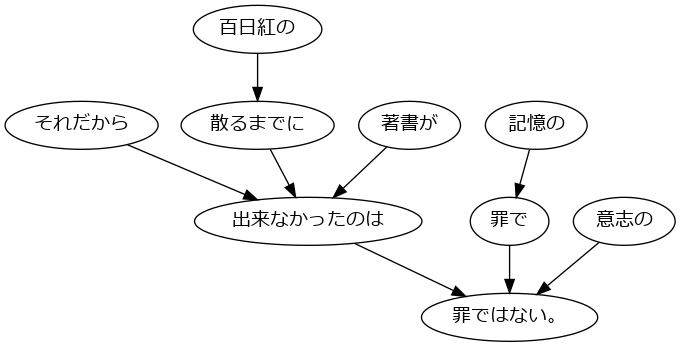 百日紅の
それだから
散るまでに
著書が
記憶の
出来なかったのは
罪で
意志の
罪ではない。